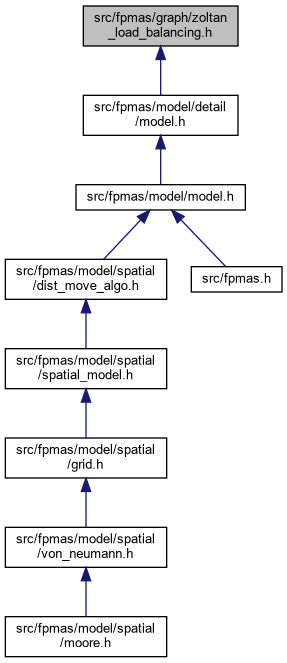 src/fpmas/graph/zoltan
_load_balancing.h
src/fpmas/model/detail
/model.h
src/fpmas/model/model.h
src/fpmas/model/spatial
/dist_move_algo.h
src/fpmas.h
src/fpmas/model/spatial
/spatial_model.h
src/fpmas/model/spatial
/grid.h
src/fpmas/model/spatial
/von_neumann.h
src/fpmas/model/spatial
/moore.h